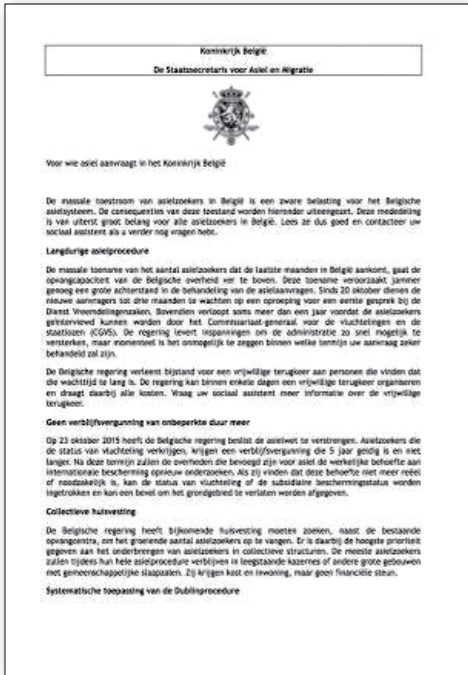 Koninkrijk België
De Staatssecretaris voor Asiel en Migratie
Voor wie asiel aanvraagt in het Koninkrijk België
De massale toestroom van asielzoekers in België is een zware belasting voor het Belgische
asielsysteem. De consequenties van deze toestand worden hieronder uiteengezet. Deze mededeling
is van uiterst groot belang voor alle asielzoekers in België. Lees ze dus goed en contacteer uw
sociaal assistent als u verder nog vragen hebt.
Langdurige asielprocedure
De massale toename van het aantal asielzoekers dat de laatste maanden in België aankomt, gaat de
opvangcapaciteit van de Belgische overheid ver te boven. Deze toename veroorzaakt jammer
genoeg een grote achterstand in de behandeling van de asielaanvragen. Sinds 20 oktober dienen de
nieuwe aanvragers tot drie maanden te wachten op een oproeping voor een eerste gesprek bij de
Dienst Vreemdelingenzaken. Bovendien verloopt soms meer dan een jaar voordat de asielzoekers
geïnterviewd kunnen worden door het Commissariaat-generaal voor de vluchtelingen en de
staatlozen (CGVS). De regering levert inspanningen om de administratie zo snel mogelijk te
versterken, maar momenteel is het onmogelijk te zeggen binnen welke termijn uw aanvraag zeker
behandeld zal zijn.
De Belgische regering verleent bijstand voor een vrijwillige terugkeer aan personen die vinden dat
die wachttijd te lang is. De regering kan binnen enkele dagen een vrijwillige terugkeer organiseren
en draagt daarbij alle kosten. Vraag uw sociaal assistent meer informatie over de vrijwillige
terugkeer.
Geen verblijfsvergunning van onbeperkte duur meer
Op 23 oktober 2015 heeft de Belgische regering beslist de asielwet te verstrengen. Asielzoekers die
de status van vluchteling verkrijgen, krijgen een verblijfsvergunning die 5 jaar geldig is en niet
langer. Na deze termijn zullen de overheden die bevoegd zijn voor asiel de werkelijke behoefte aan
internationale bescherming opnieuw onderzoeken. Als zij vinden dat deze behoefte niet meer reëel
of noodzakelijk is, kan de status van vluchteling of de subsidiaire beschermingsstatus worden
ingetrokken en kan een bevel om het grondgebied te verlaten worden afgegeven.
Collectieve huisvesting
De Belgische regering heeft bijkomende huisvesting moeten zoeken, naast de bestaande
opvangcentra, om het groeiende aantal asielzoekers op te vangen. Er is daarbij de hoogste prioriteit
gegeven aan het onderbrengen van asielzoekers in collectieve structuren. De meeste asielzoekers
zullen tijdens hun hele asielprocedure verblijven in leegstaande kazernes of andere grote gebouwen
met gemeenschappelijke slaapzalen. Zij krijgen kost en inwoning, maar geen financiële steun.
Systematische toepassing van de Dublinprocedure